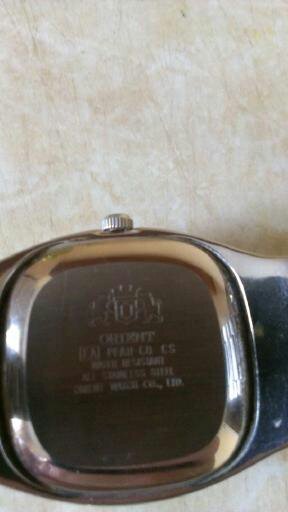 ORIENT
WATER RESISTANT
ALL STAINLESS STEEL
ORIENT WATCH CO., LTD.